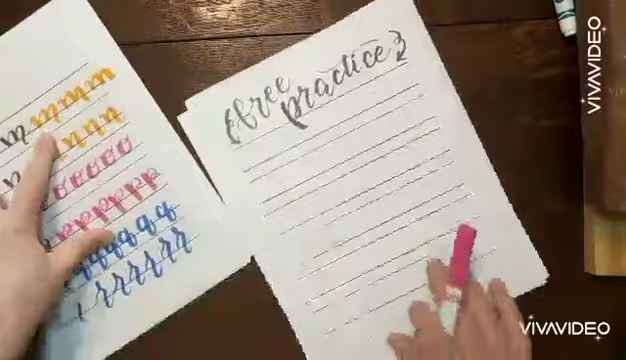 m m m m
n n n n
o o o o o
p p p p p p
q q q q q q
r r r r r r
{free practice}
VIVAVIDEO
VIVAVIDEO